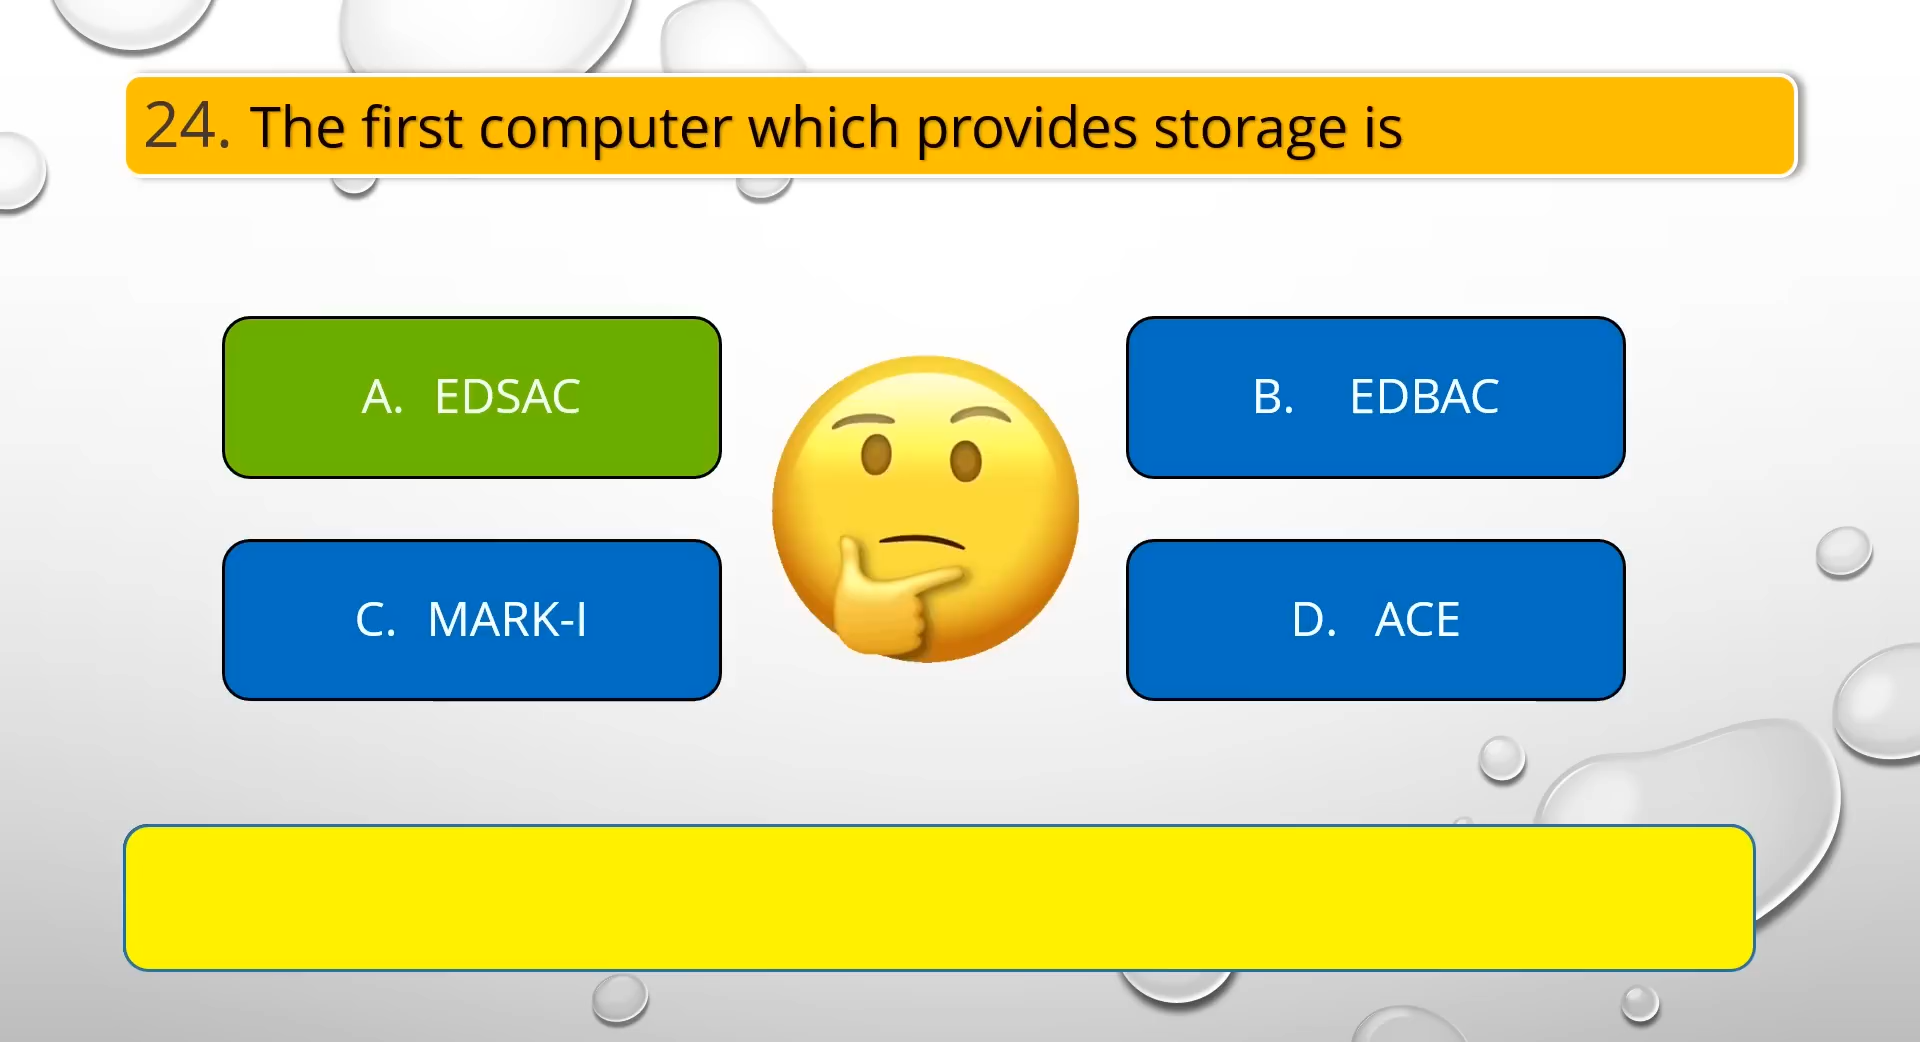 24. The first computer which provides storage is
A. EDSAC
B. EDBAC
C. MARK-I
D. ACE